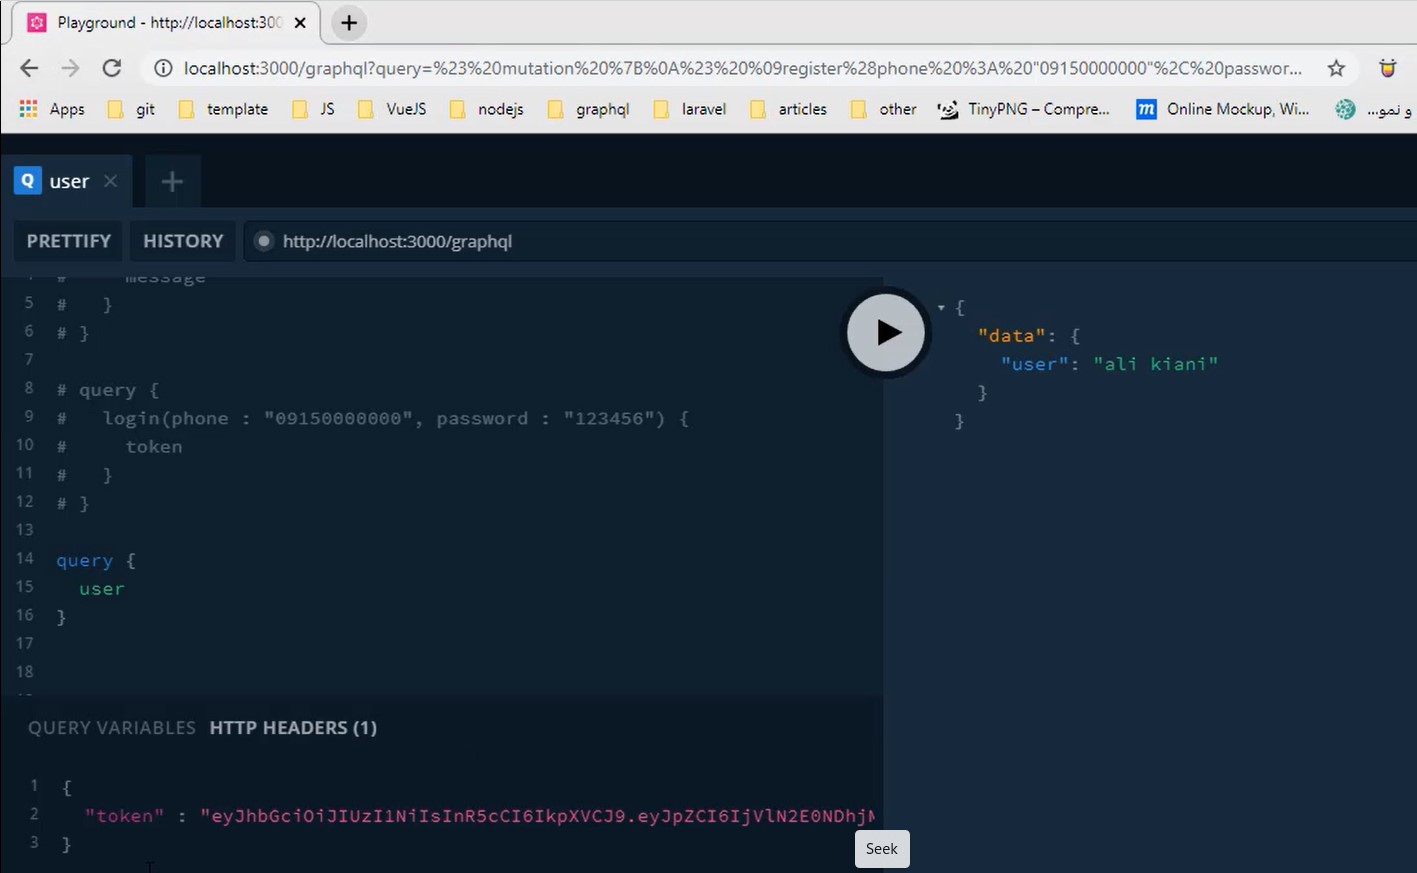 Playground - http://localhost:300
localhost:3000/graphql?query=%23%20mutation%20%7B%0A%23%20%09register%28phone%20%3A%20"09150000000"%2C%20passwor...
Apps git template JS VueJS nodejs graphql laravel articles other TinyPNG – Compre... Online Mockup, Wi... و نمو...
Q user
PRETTIFY HISTORY http://localhost:3000/graphql
4 # message
5 # }
6 # }
7
8 # query {
9 # login(phone : "09150000000", password : "123456") {
10 # token
11 # }
12 # }
13
14 query {
15 user
16 }
17
18
{
"data": {
"user": "ali kiani"
}
}
QUERY VARIABLES HTTP HEADERS (1)
1 {
2 "token" : "eyJhbGciOiJIUzI1NiIsInR5cCI6IkpXVCJ9.eyJpZCI6IjVlN2E0NDhjM
3 }
Seek